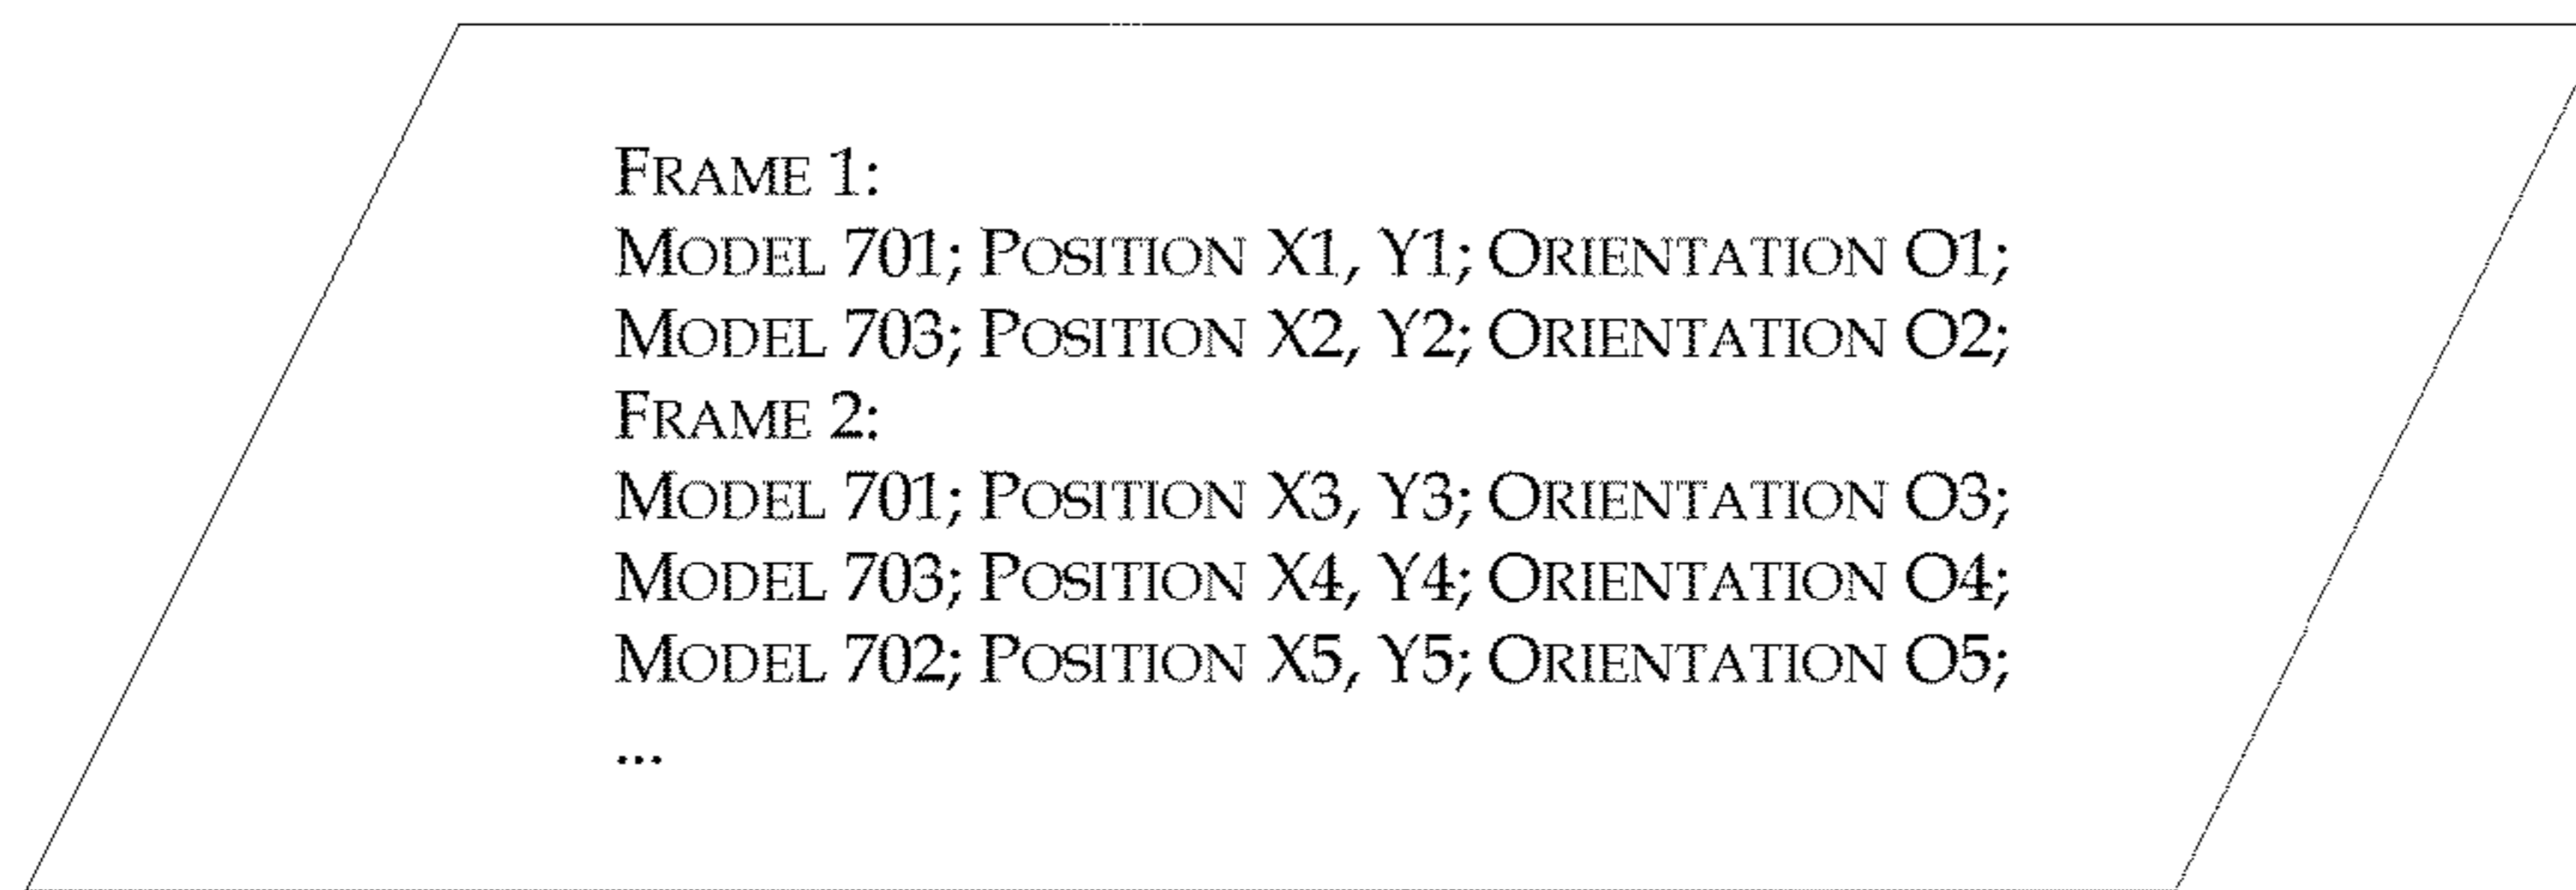 Frame 1:
Model 701; Position X1, Y1; Orientation O1;
Model 703; Position X2, Y2; Orientation O2;
Frame 2:
Model 701; Position X3, Y3; Orientation O3;
Model 703; Position X4, Y4; Orientation O4;
Model 702; Position X5, Y5; Orientation O5;
...